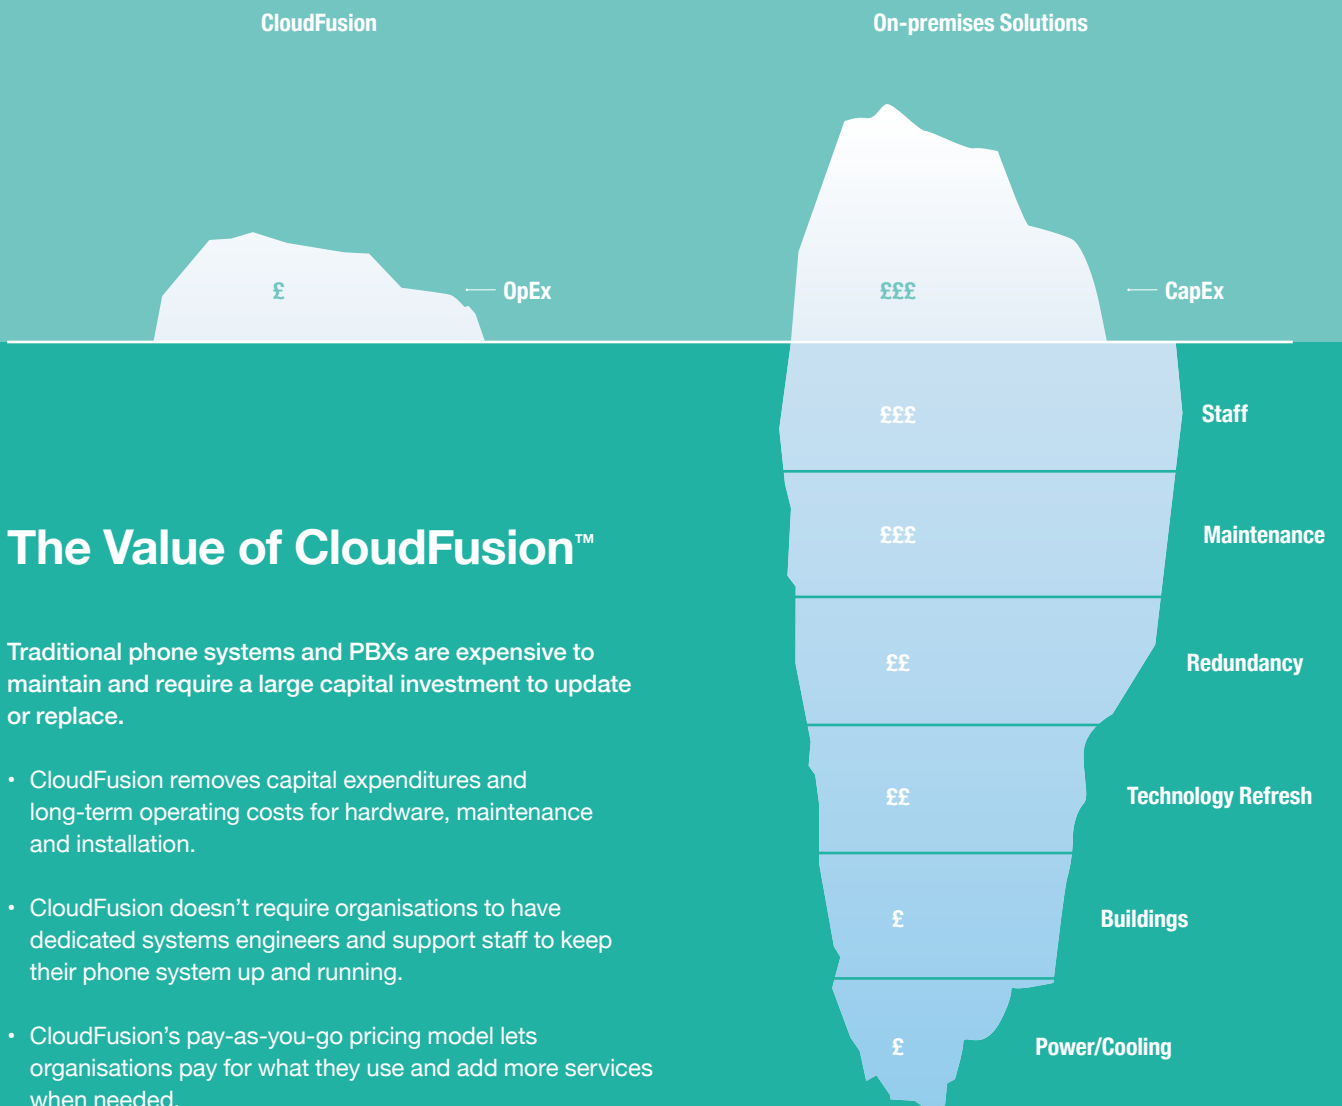 CloudFusion
On-premises Solutions
£
OpEx
£££
CapEx
£££
Staff
£££
Maintenance
££
Redundancy
££
Technology Refresh
£
Buildings
£
Power/Cooling
The Value of CloudFusion™
Traditional phone systems and PBXs are expensive to
maintain and require a large capital investment to update
or replace.
• CloudFusion removes capital expenditures and
long-term operating costs for hardware, maintenance
and installation.
• CloudFusion doesn’t require organisations to have
dedicated systems engineers and support staff to keep
their phone system up and running.
• CloudFusion’s pay-as-you-go pricing model lets
organisations pay for what they use and add more services
when needed.